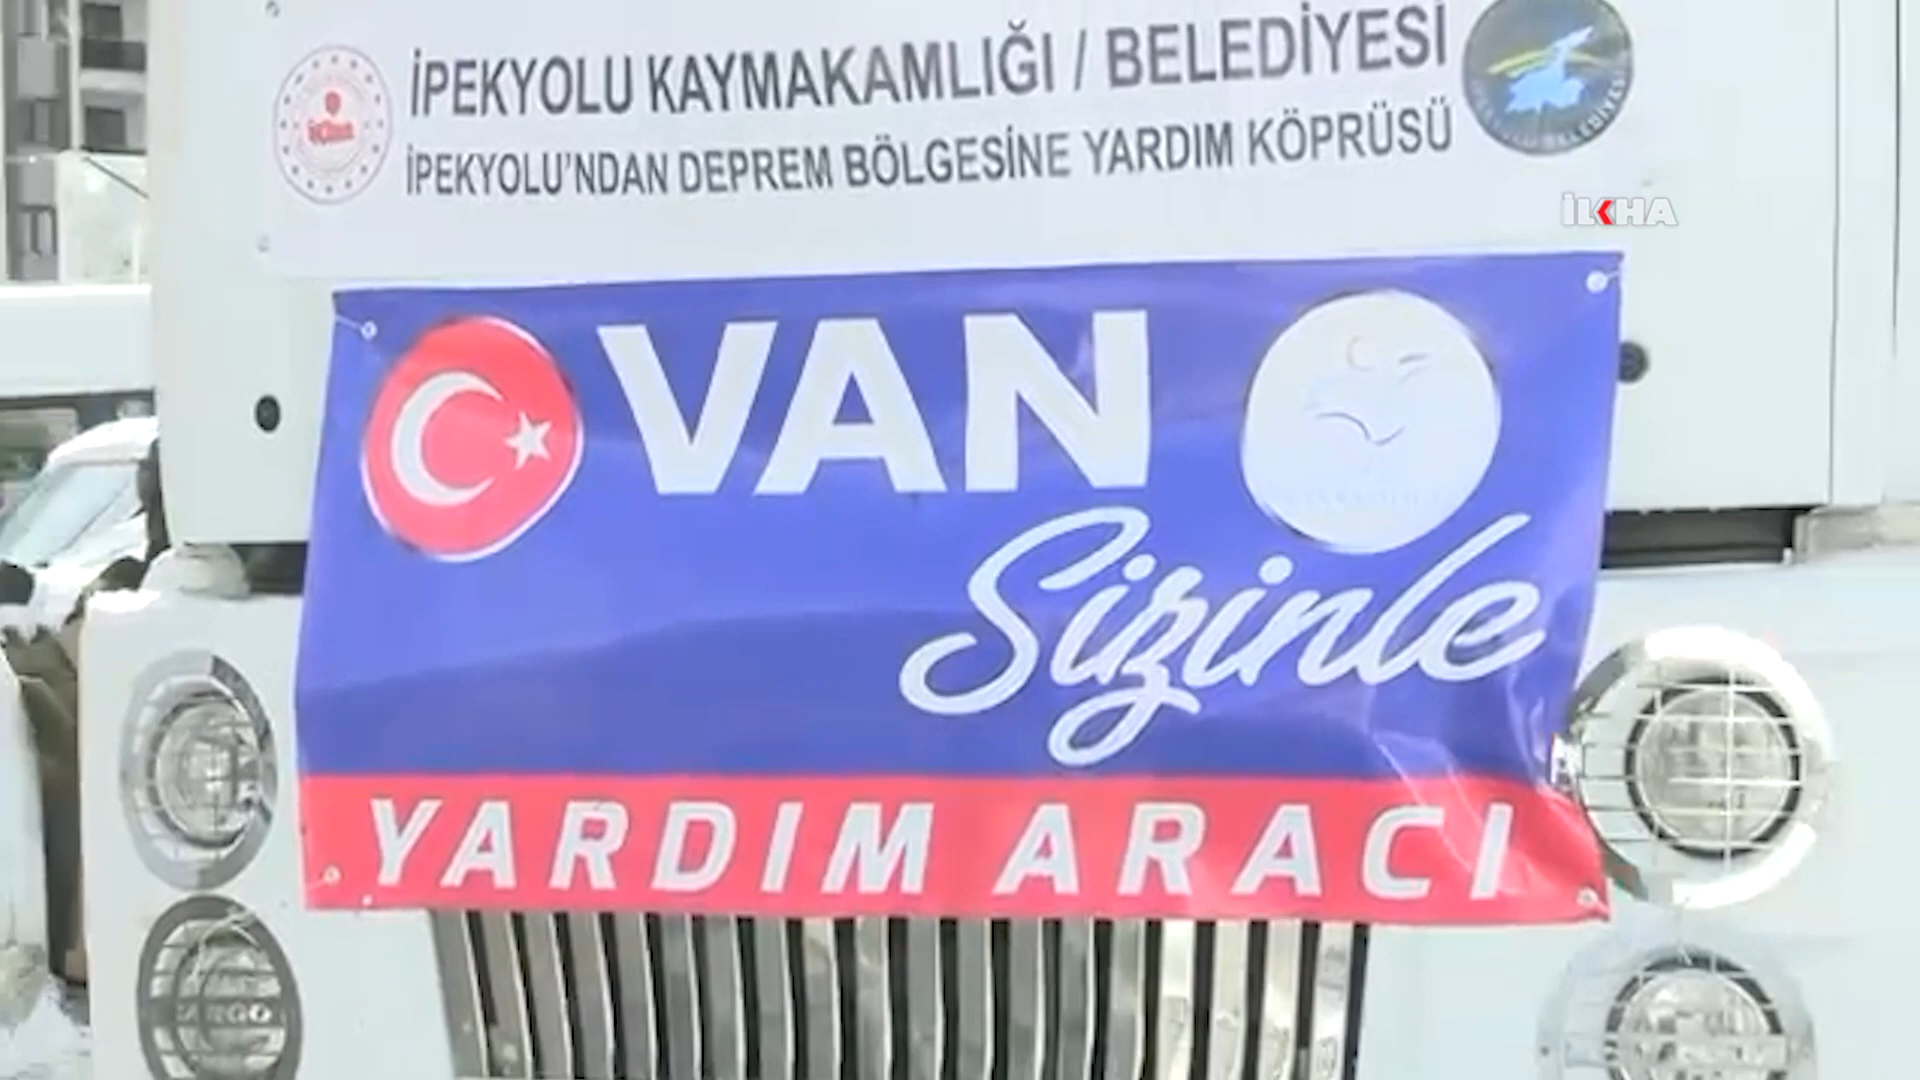 İPEKYOLU KAYMAKAMLIĞI / BELEDİYESİ
İPEKYOLU'NDAN DEPREM BÖLGESİNE YARDIM KÖPRÜSÜ
İLKHA
VAN
Sizinle
YARDIM ARACI